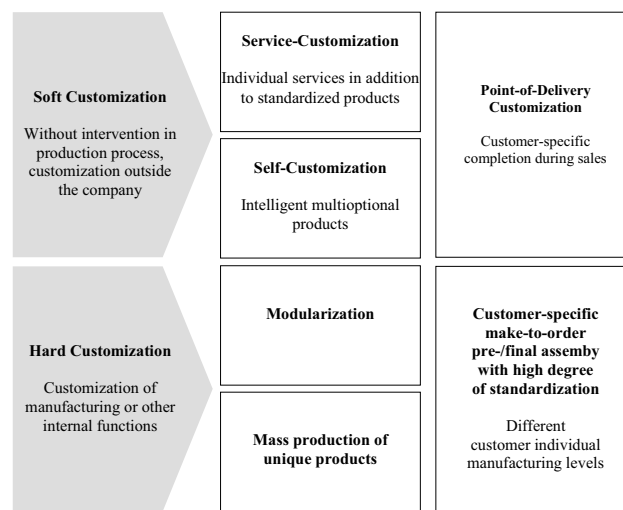 Soft Customization
Without intervention in
production process,
customization outside
the company
Service-Customization
Individual services in addition
to standardized products
Self-Customization
Intelligent multioptional
products
Point-of-Delivery
Customization
Customer-specific
completion during sales
Hard Customization
Customization of
manufacturing or other
internal functions
Modularization
Mass production of
unique products
Customer-specific
make-to-order
pre-/final assemby
with high degree
of standardization
Different
customer individual
manufacturing levels